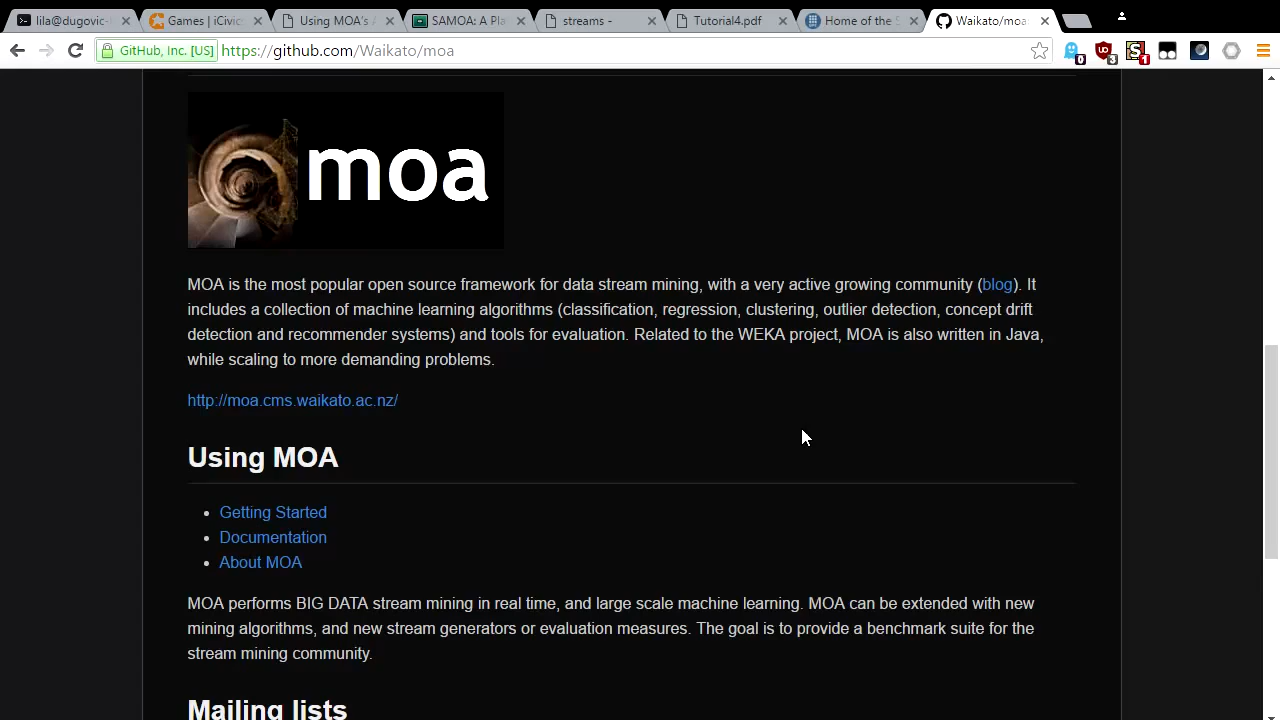 lila@dugovic-
Games | iCivic
Using MOA's
SAMOA: A Pla
streams -
Tutorial4.pdf
Home of the S
Waikato/moa
GitHub, Inc. [US]
https://github.com/Waikato/moa
0
3
1
moa
MOA is the most popular open source framework for data stream mining, with a very active growing community (blog). It
includes a collection of machine learning algorithms (classification, regression, clustering, outlier detection, concept drift
detection and recommender systems) and tools for evaluation. Related to the WEKA project, MOA is also written in Java,
while scaling to more demanding problems.
http://moa.cms.waikato.ac.nz/
Using MOA
Getting Started
Documentation
About MOA
MOA performs BIG DATA stream mining in real time, and large scale machine learning. MOA can be extended with new
mining algorithms, and new stream generators or evaluation measures. The goal is to provide a benchmark suite for the
stream mining community.
Mailing lists